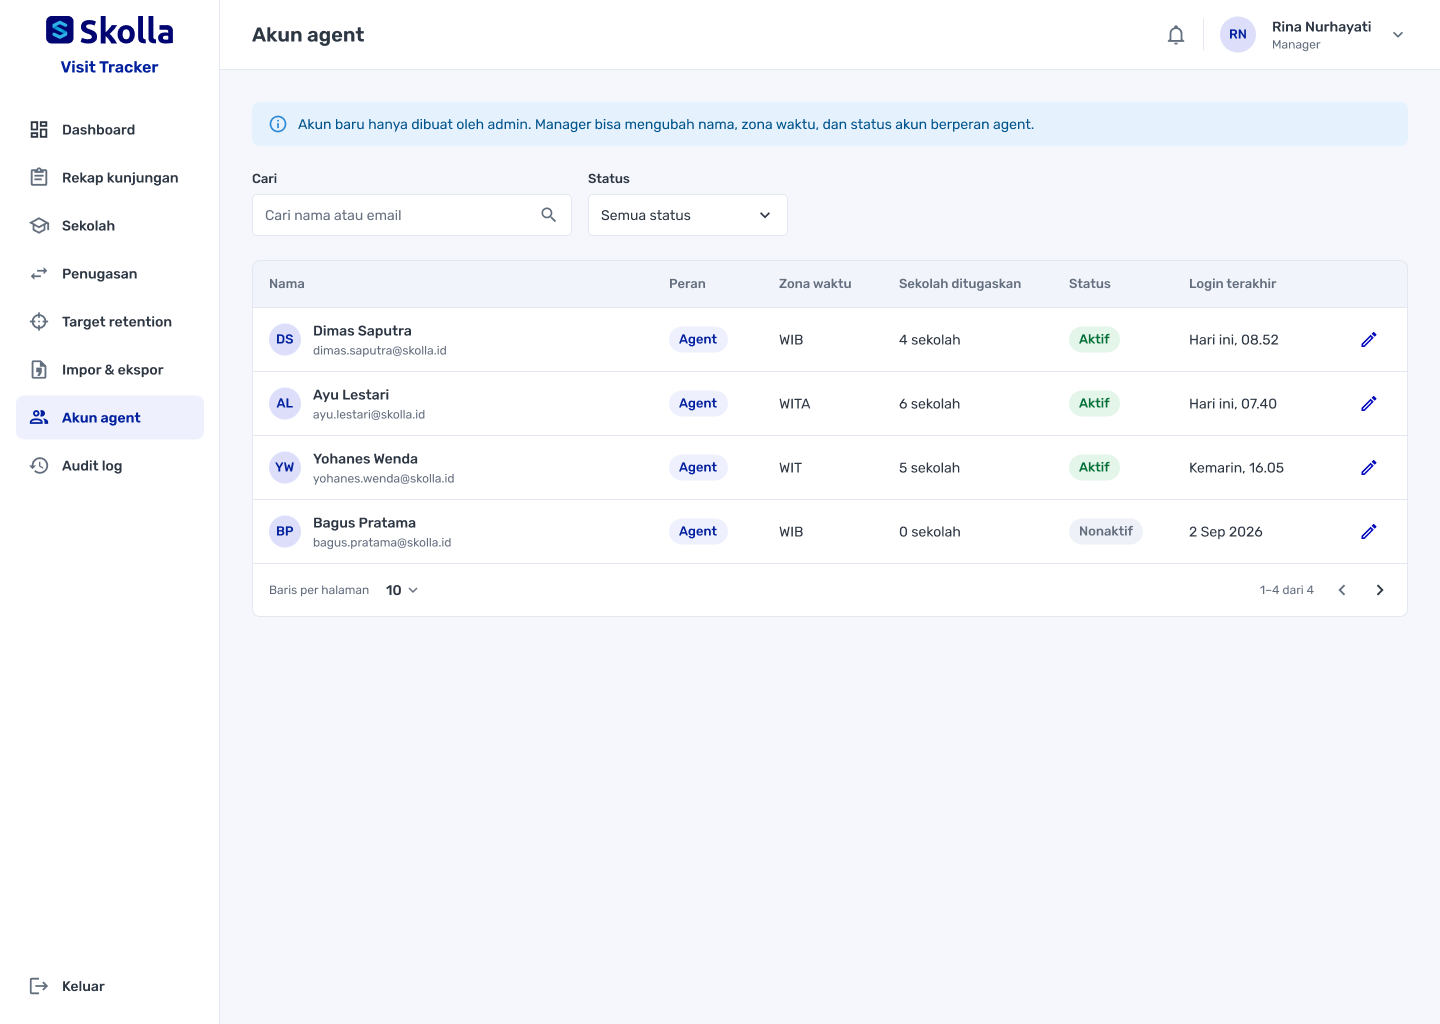 Skolla
Visit Tracker
Dashboard
Rekap kunjungan
Sekolah
Penugasan
Target retention
Impor & ekspor
Akun agent
Audit log
Keluar
Akun agent
RN
Rina Nurhayati
Manager
Akun baru hanya dibuat oleh admin. Manager bisa mengubah nama, zona waktu, dan status akun berperan agent.
Cari
Status
Cari nama atau email
Semua status
Nama Peran Zona waktu Sekolah ditugaskan Status Login terakhir
DS Dimas Saputra Agent WIB 4 sekolah Aktif Hari ini, 08.52
dimas.saputra@skolla.id
AL Ayu Lestari Agent WITA 6 sekolah Aktif Hari ini, 07.40
ayu.lestari@skolla.id
YW Yohanes Wenda Agent WIT 5 sekolah Aktif Kemarin, 16.05
yohanes.wenda@skolla.id
BP Bagus Pratama Agent WIB 0 sekolah Nonaktif 2 Sep 2026
bagus.pratama@skolla.id
Baris per halaman 10 1–4 dari 4